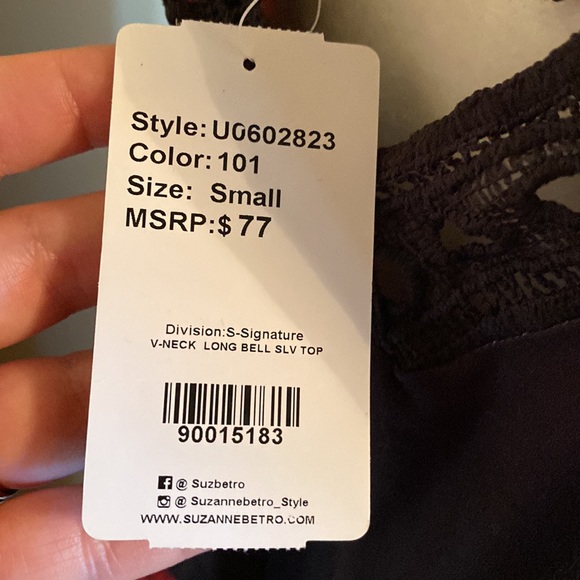 Style: U0602823
Color: 101
Size: Small
MSRP:$ 77
Division:S-Signature
V-NECK LONG BELL SLV TOP
90015183
@ Suzbetro
@ Suzannebetro_Style
WWW.SUZANNEBETRO.COM